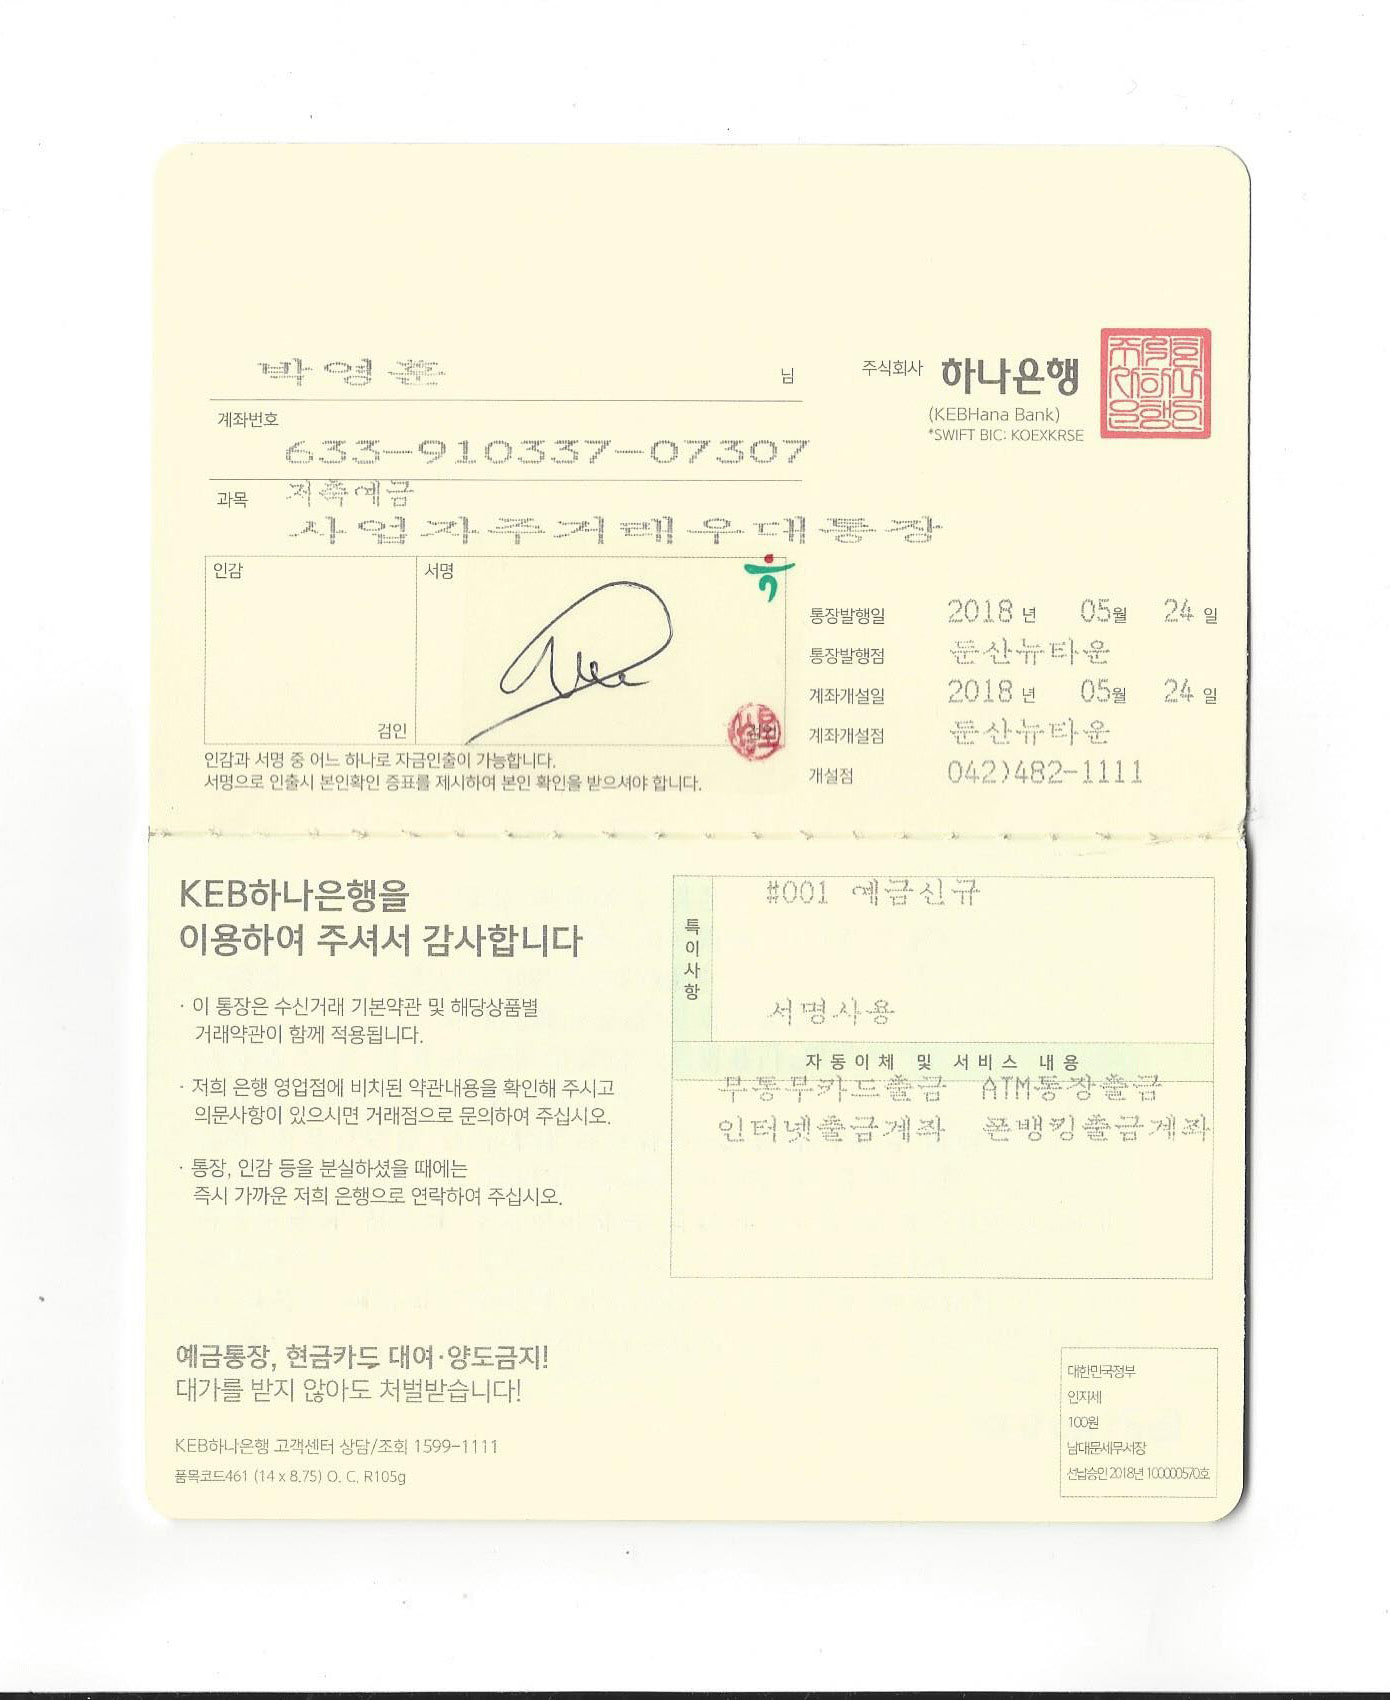 박영훈 님
계좌번호
633-910337-07307
과목 저축예금
사업자주거래우대통장
주식회사 하나은행
(KEBHana Bank)
*SWIFT BIC: KOEXKRSE
인감
검인
서명
검인
인감과 서명 중 어느 하나로 자금인출이 가능합니다.
서명으로 인출시 본인확인 증표를 제시하여 본인 확인을 받으셔야 합니다.
통장발행일 2018 년 05월 24 일
통장발행점 둔산뉴타운
계좌개설일 2018 년 05월 24 일
계좌개설점 둔산뉴타운
개설점 042)482-1111
KEB하나은행을
이용하여 주셔서 감사합니다
· 이 통장은 수신거래 기본약관 및 해당상품별
거래약관이 함께 적용됩니다.
· 저희 은행 영업점에 비치된 약관내용을 확인해 주시고
의문사항이 있으시면 거래점으로 문의하여 주십시오.
· 통장, 인감 등을 분실하셨을 때에는
즉시 가까운 저희 은행으로 연락하여 주십시오.
특이사항
#001 예금신규
서명사용
자동이체 및 서비스 내용
무통무카드출금 ATM통장출금
인터넷출금계좌 폰뱅킹출금계좌
예금통장, 현금카드 대여·양도금지!
대가를 받지 않아도 처벌받습니다!
KEB하나은행 고객센터 상담/조회 1599-1111
품목코드461 (14 x 8.75) O. C. R105g
대한민국정부
인지세
100원
남대문세무서장
선납승인 2018년 100000570호